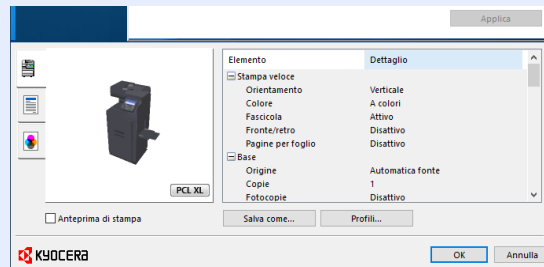 Applica
Elemento Dettaglio
Stampa veloce
Orientamento Verticale
Colore A colori
Fascicola Attivo
Fronte/retro Disattivo
Pagine per foglio Disattivo
Base
Origine Automatica fonte
Copie 1
Fotocopie Disattivo
PCL XL
Anteprima di stampa
Salva come... Profili...
KYOCERA
OK Annulla